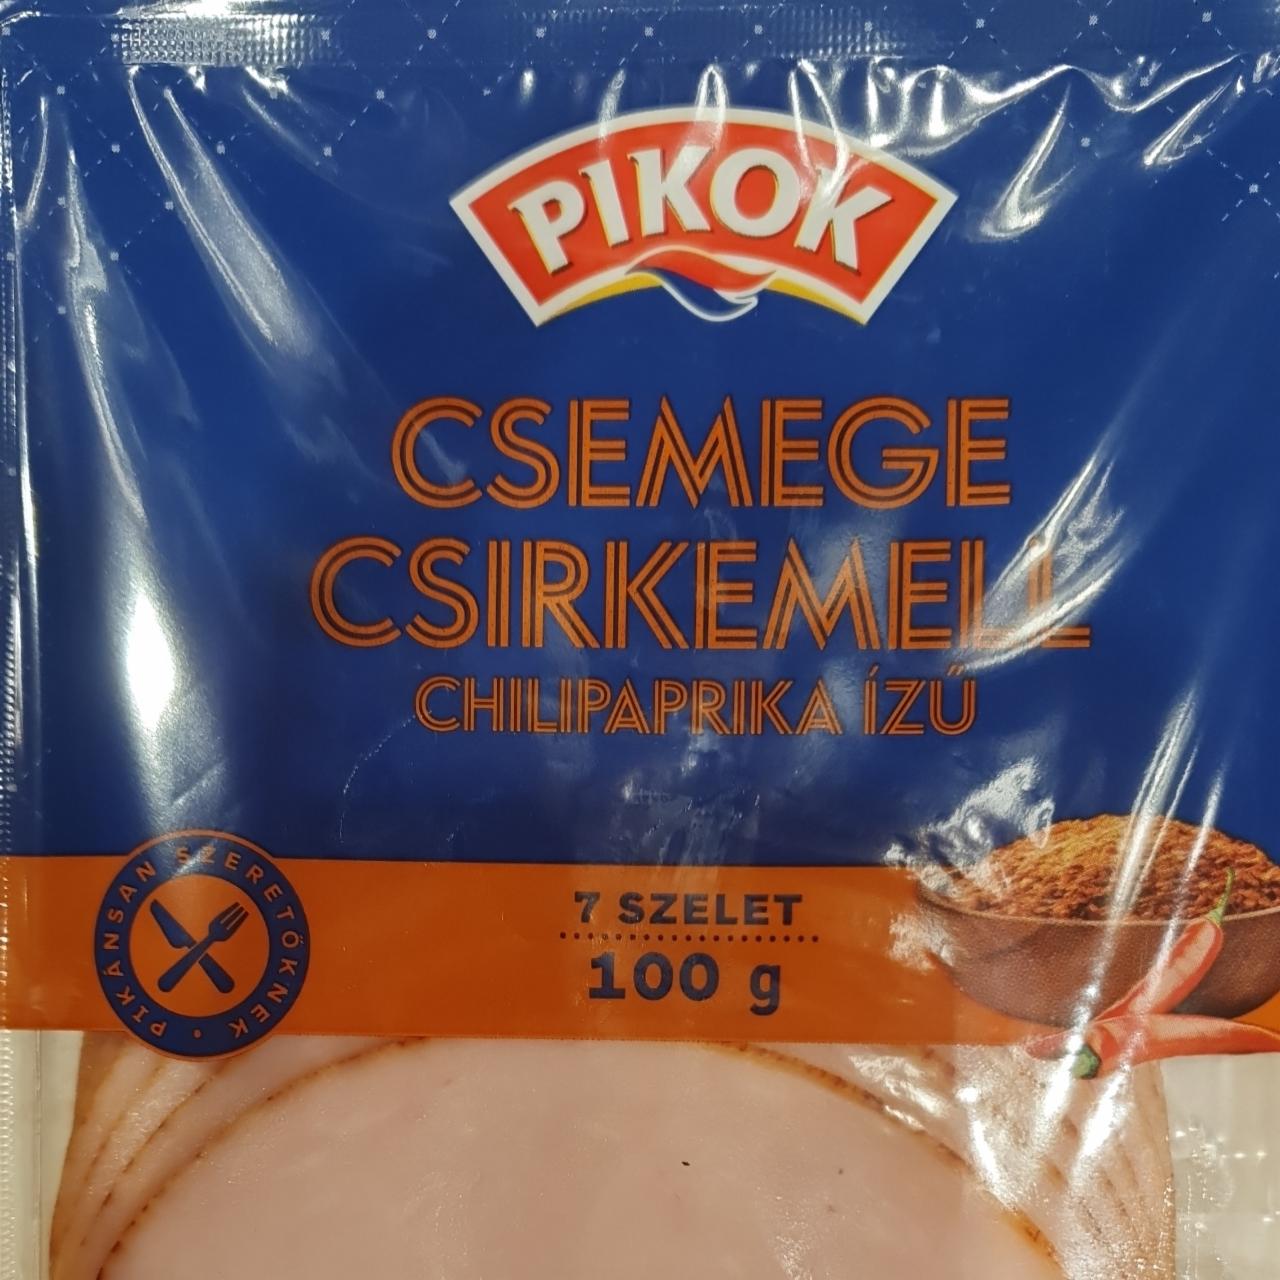 PIKOK
CSEMEGE
CSIRKEMELL
CHILIPAPRIKA ÍZŰ
7 SZELET
100 g
PIKÁNSAN SZERETŐKNEK •